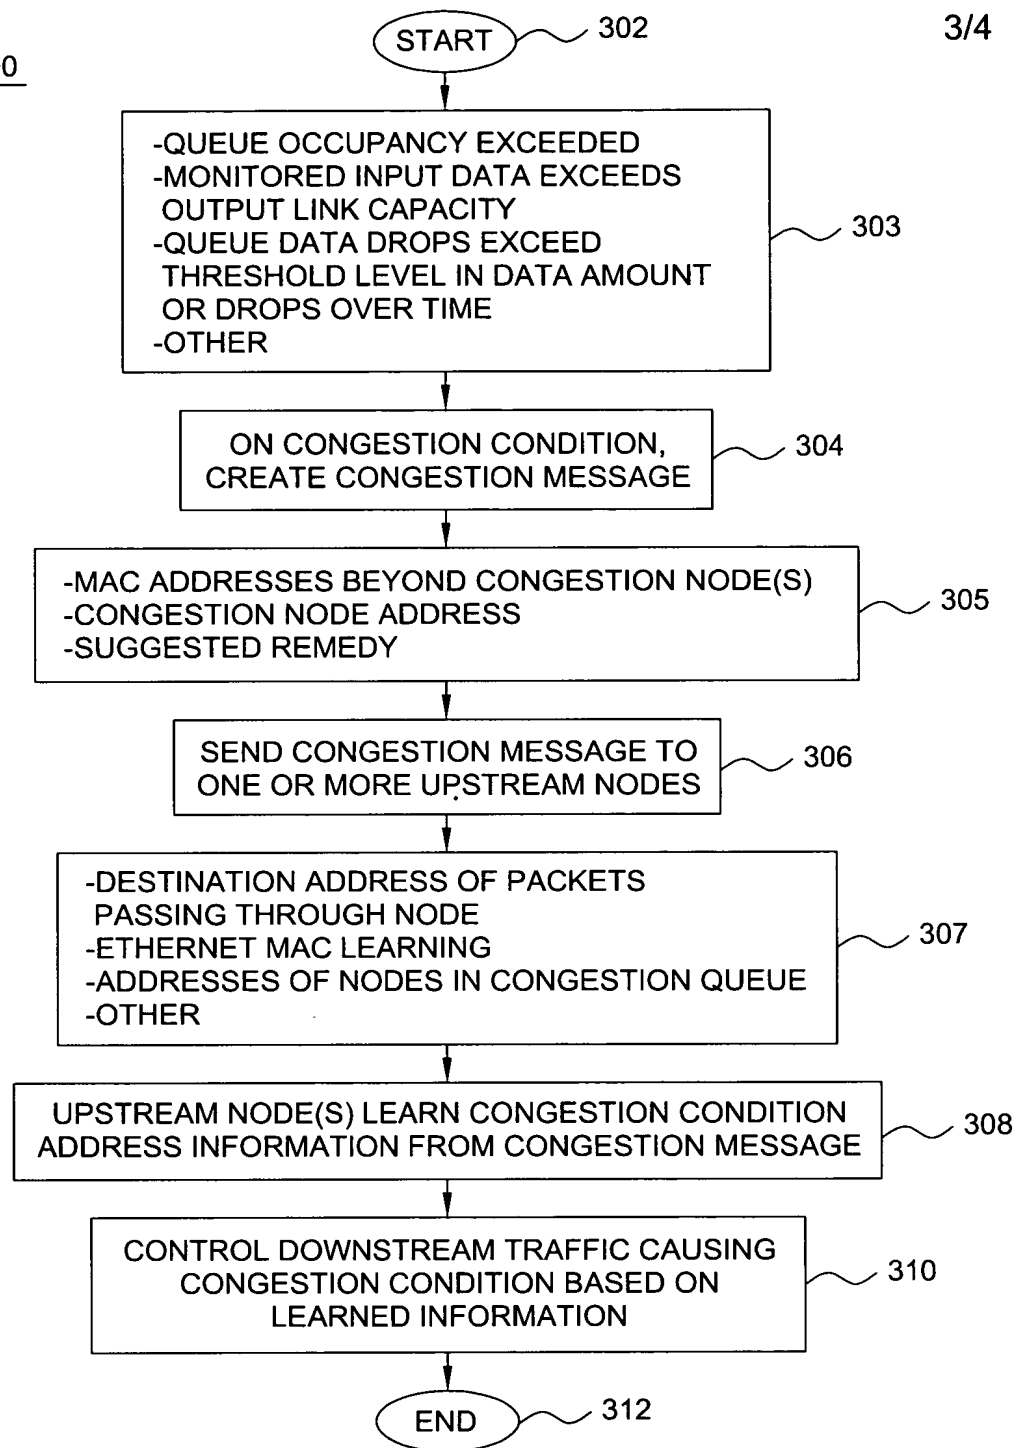 START
302
3/4
0
-QUEUE OCCUPANCY EXCEEDED
-MONITORED INPUT DATA EXCEEDS
OUTPUT LINK CAPACITY
-QUEUE DATA DROPS EXCEED
THRESHOLD LEVEL IN DATA AMOUNT
OR DROPS OVER TIME
-OTHER
303
ON CONGESTION CONDITION,
CREATE CONGESTION MESSAGE
304
-MAC ADDRESSES BEYOND CONGESTION NODE(S)
-CONGESTION NODE ADDRESS
-SUGGESTED REMEDY
305
SEND CONGESTION MESSAGE TO
ONE OR MORE UPSTREAM NODES
306
-DESTINATION ADDRESS OF PACKETS
PASSING THROUGH NODE
-ETHERNET MAC LEARNING
-ADDRESSES OF NODES IN CONGESTION QUEUE
-OTHER
307
UPSTREAM NODE(S) LEARN CONGESTION CONDITION
ADDRESS INFORMATION FROM CONGESTION MESSAGE
308
CONTROL DOWNSTREAM TRAFFIC CAUSING
CONGESTION CONDITION BASED ON
LEARNED INFORMATION
310
END
312